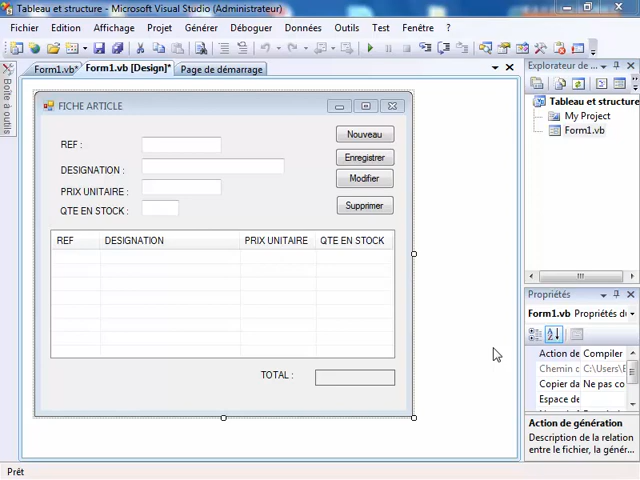 Tableau et structure - Microsoft Visual Studio (Administrateur)
Fichier Edition Affichage Projet Générer Déboguer Données Outils Test Fenêtre ?
Form1.vb* Form1.vb [Design]* Page de démarrage
Boîte à outils
FICHE ARTICLE
REF :
DESIGNATION :
PRIX UNITAIRE :
QTE EN STOCK :
Nouveau
Enregistrer
Modifier
Supprimer
REF DESIGNATION PRIX UNITAIRE QTE EN STOCK
TOTAL :
Explorateur de
Tableau et structure
My Project
Form1.vb
Propriétés
Form1.vb Propriétés du
Action de Compiler
Chemin c C:\Users\E
Copier da Ne pas co
Espace de
Action de génération
Description de la relation
entre le fichier, la génér...
Prêt